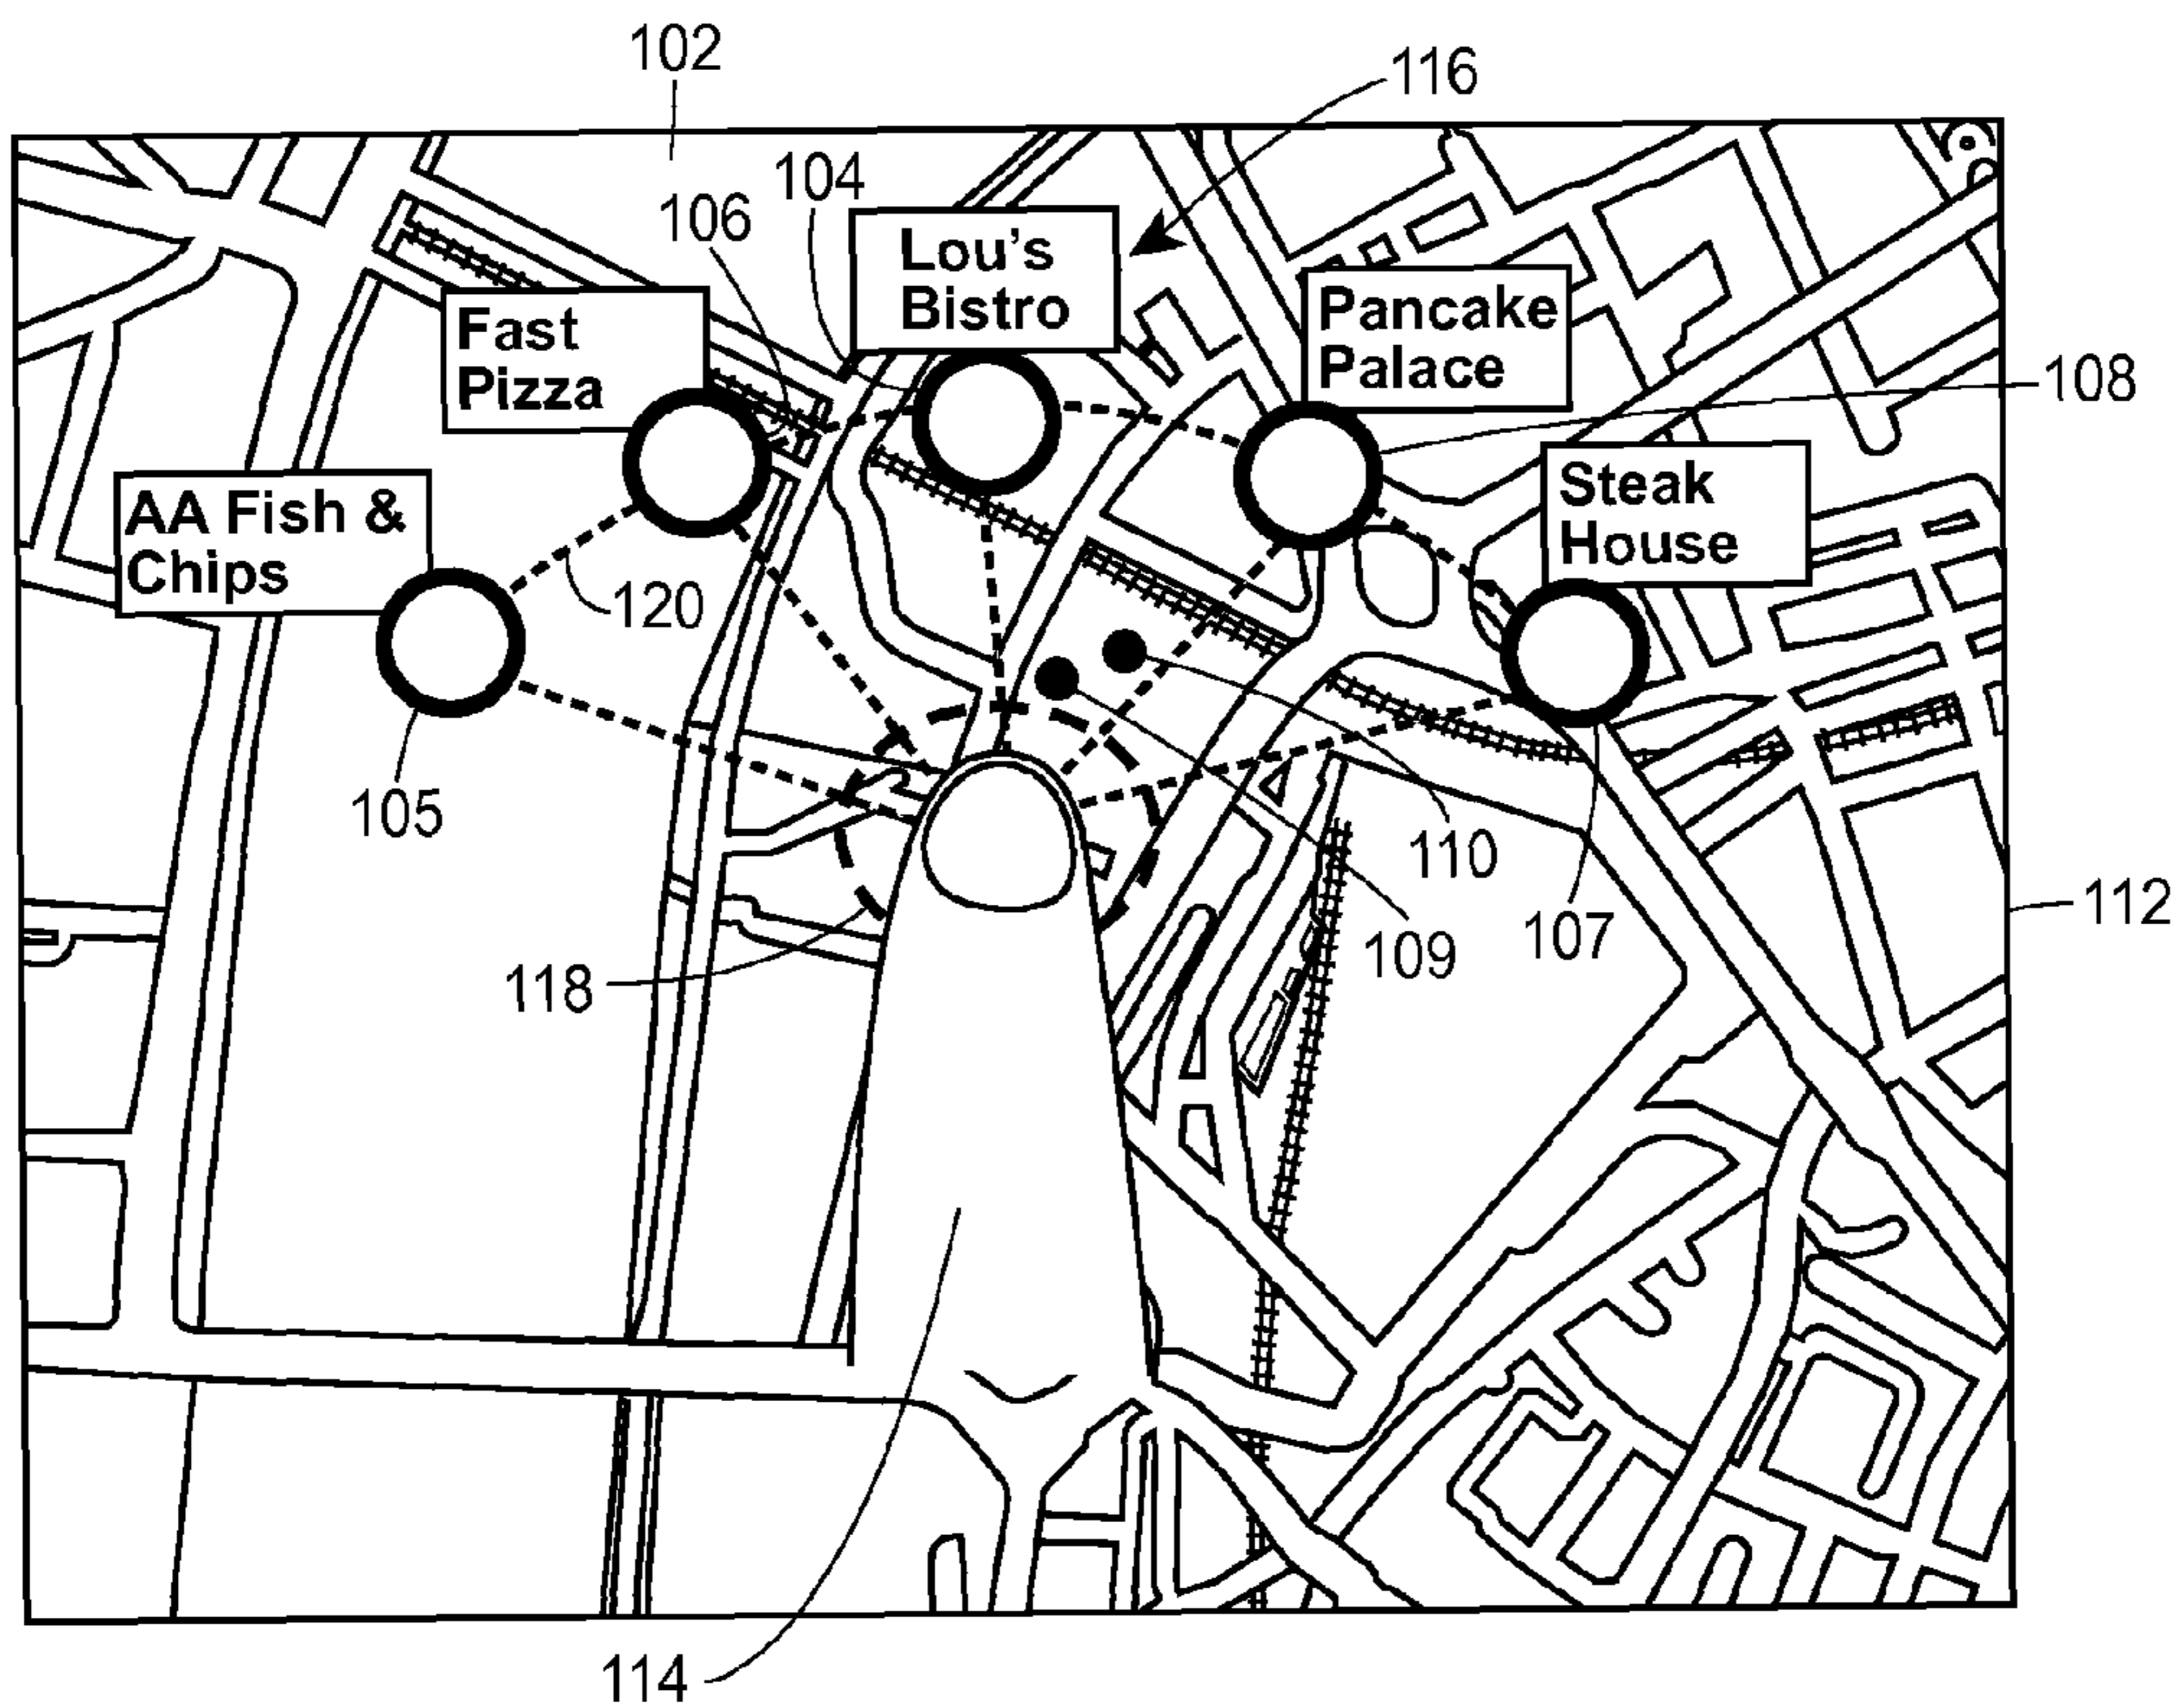 102
116
104
106
Lou's
Bistro
Fast
Pizza
Pancake
Palace
108
AA Fish &
Chips
Steak
House
120
105
110
112
107
109
118
114